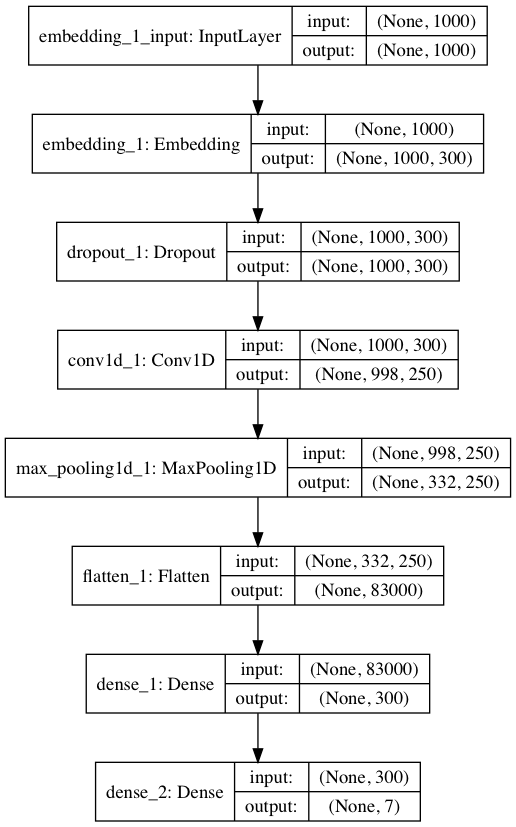 embedding_1_input: InputLayer
input: (None, 1000)
output: (None, 1000)
embedding_1: Embedding
input: (None, 1000)
output: (None, 1000, 300)
dropout_1: Dropout
input: (None, 1000, 300)
output: (None, 1000, 300)
conv1d_1: Conv1D
input: (None, 1000, 300)
output: (None, 998, 250)
max_pooling1d_1: MaxPooling1D
input: (None, 998, 250)
output: (None, 332, 250)
flatten_1: Flatten
input: (None, 332, 250)
output: (None, 83000)
dense_1: Dense
input: (None, 83000)
output: (None, 300)
dense_2: Dense
input: (None, 300)
output: (None, 7)